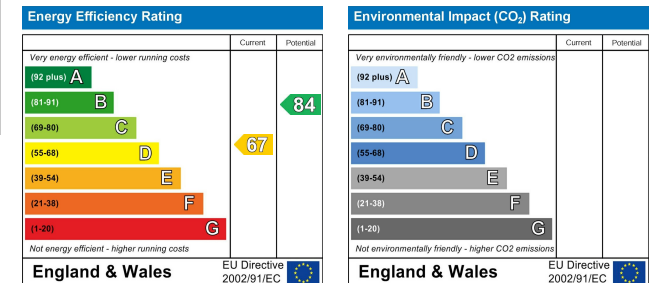 Energy Efficiency Rating
Current Potential
Very energy efficient - lower running costs
(92 plus) A
(81-91) B
84
(69-80) C
67
(55-68) D
(39-54) E
(21-38) F
(1-20) G
Not energy efficient - higher running costs
England & Wales
EU Directive
2002/91/EC
Environmental Impact (CO₂) Rating
Current Potential
Very environmentally friendly - lower CO2 emissions
(92 plus) A
(81-91) B
(69-80) C
(55-68) D
(39-54) E
(21-38) F
(1-20) G
Not environmentally friendly - higher CO2 emissions
England & Wales
EU Directive
2002/91/EC